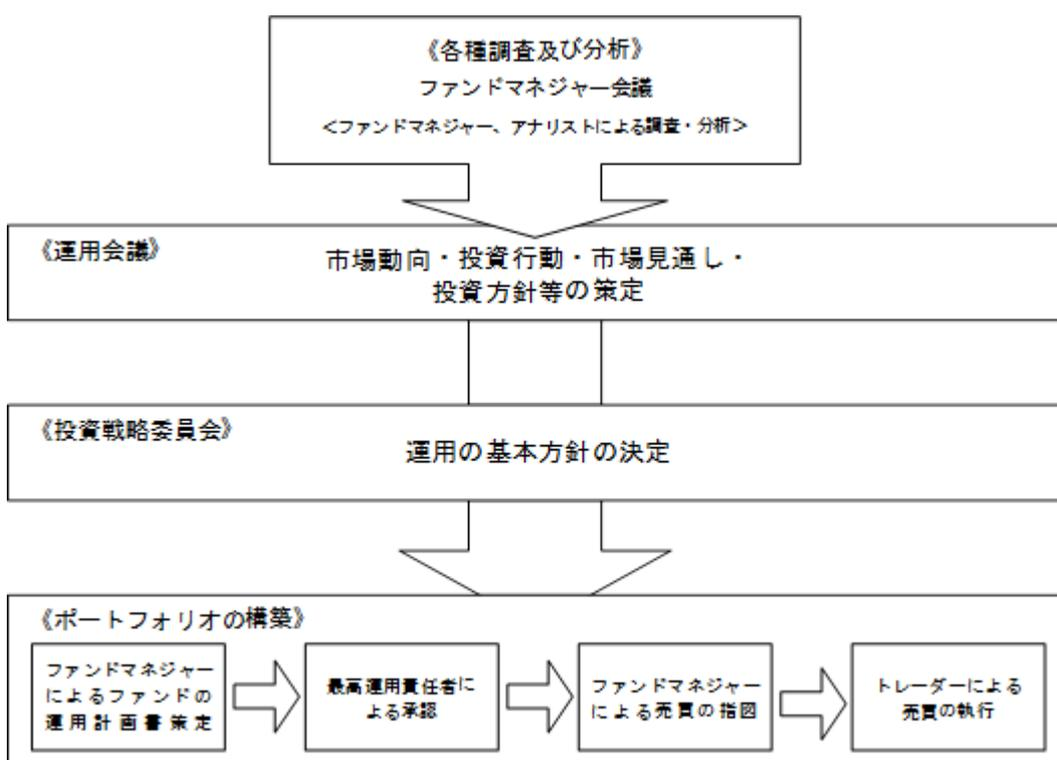 《各種調査及び分析》
ファンドマネジャー会議
＜ファンドマネジャー、アナリストによる調査・分析＞
《運用会議》
市場動向・投資行動・市場見通し・
投資方針等の策定
《投資戦略委員会》
運用の基本方針の決定
《ポートフォリオの構築》
ファンドマネジャー
によるファンドの
運用計画書策定
最高運用責任者に
よる承認
ファンドマネジャー
による売買の指図
トレーダーによる
売買の執行